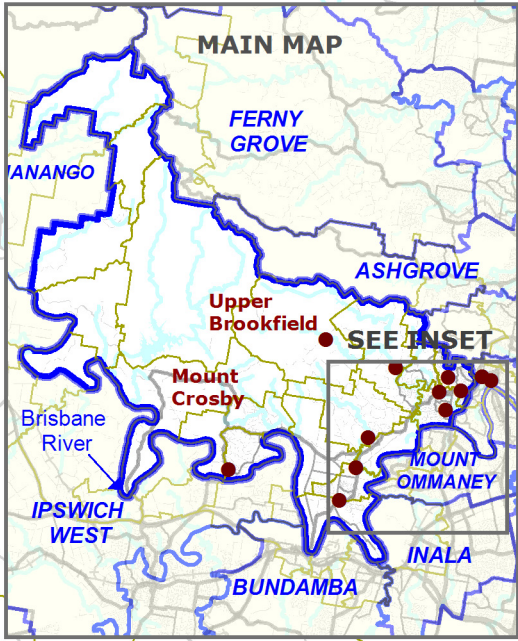 MAIN MAP
FERNY
GROVE
NANANGO
ASHGROVE
Upper
Brookfield
SEE INSET
Mount
Crosby
Brisbane
River
MOUNT
OMMANEY
IPSWICH
WEST
INALA
BUNDAMBA